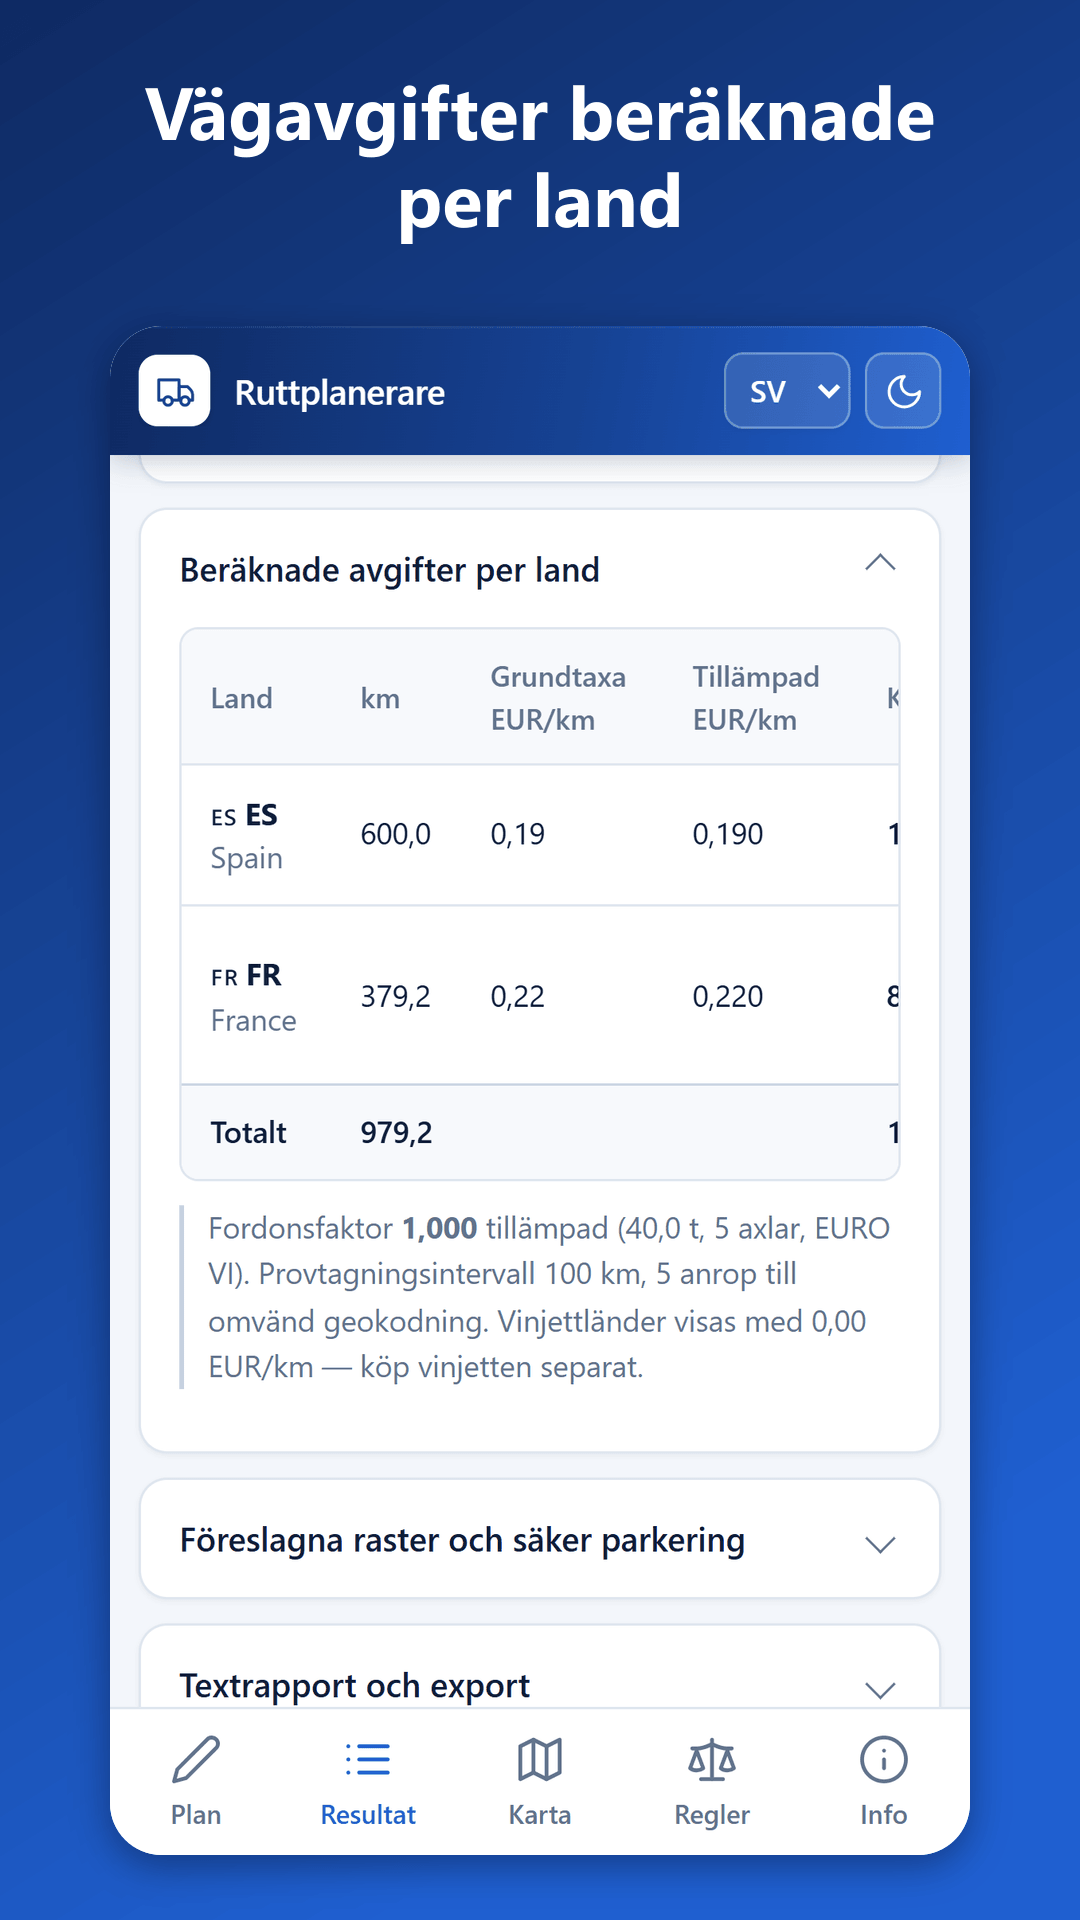 Vägavgifter beräknade
per land
Ruttplanerare
SV
Beräknade avgifter per land
Land km Grundtaxa EUR/km Tillämpad EUR/km
ES ES Spain 600,0 0,19 0,190
FR FR France 379,2 0,22 0,220
Totalt 979,2
Fordonsfaktor 1,000 tillämpad (40,0 t, 5 axlar, EURO
VI). Provtagningsintervall 100 km, 5 anrop till
omvänd geokodning. Vinjettländer visas med 0,00
EUR/km — köp vinjetten separat.
Föreslagna raster och säker parkering
Textrapport och export
Plan Resultat Karta Regler Info